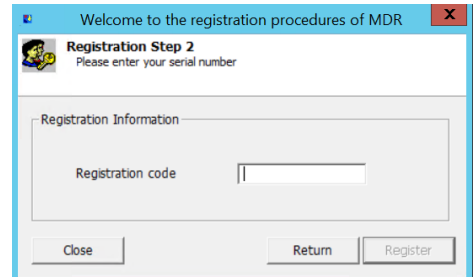 Welcome to the registration procedures of MDR
X
Registration Step 2
Please enter your serial number
Registration Information
Registration code
Close
Return
Register